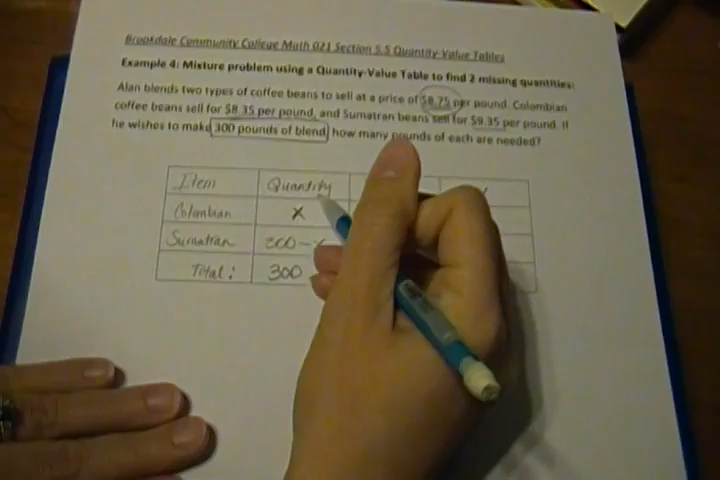 Brookdale Community College Math 021 Section 5.5 Quantity-Value Tables
Example 4: Mixture problem using a Quantity-Value Table to find 2 missing quantities:
Alan blends two types of coffee beans to sell at a price of $8.75 per pound. Colombian
coffee beans sell for $8.35 per pound, and Sumatran beans sell for $9.35 per pound. If
he wishes to make 300 pounds of blend, how many pounds of each are needed?
Item Quantity
Colombian X
Sumatran 300-x
Total: 300